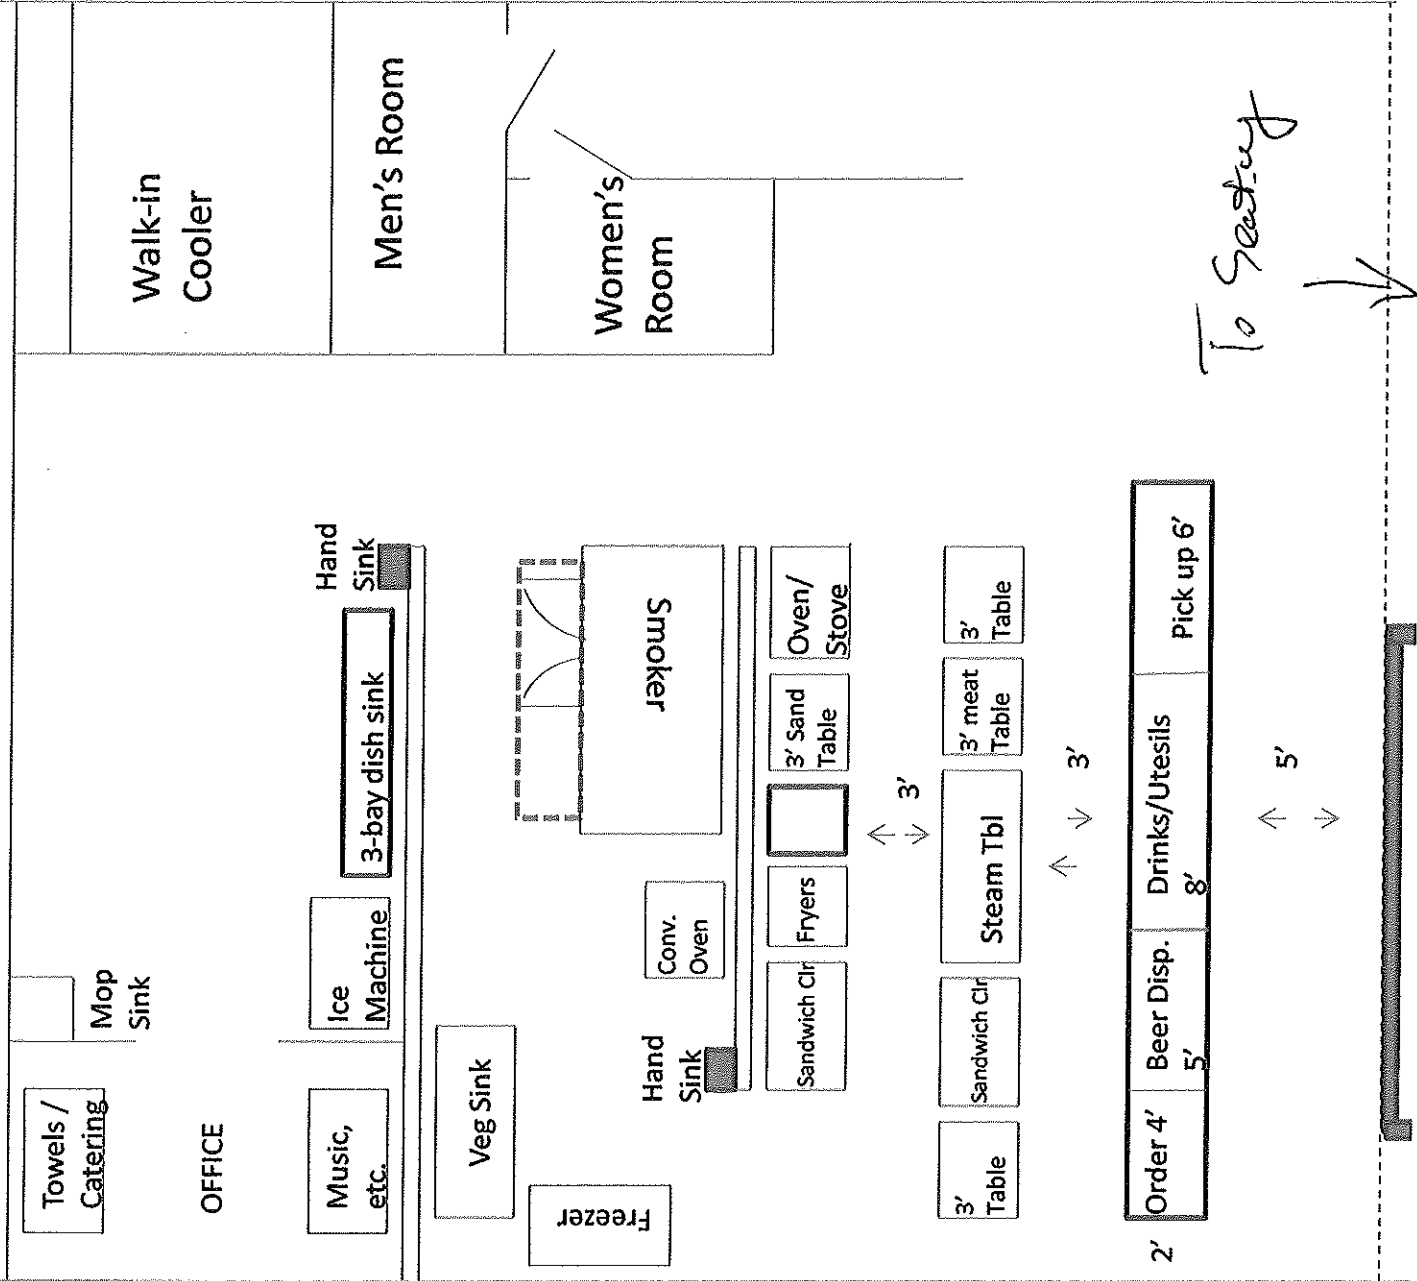 Walk-in
Cooler
Men's Room
Women's
Room
To Seating
Hand
Sink
3-bay dish sink
Ice
Machine
Mop
Sink
Towels /
Catering
OFFICE
Music,
etc.
Veg Sink
Freezer
Smoker
Conv.
Oven
Hand
Sink
Oven/
Stove
3' Sand
Table
Fryers
Sandwich Clr
3'
3'
Table
3' meat
Table
Steam Tbl
Sandwich Clr
3'
Table
3'
Pick up 6'
Drinks/Utesils
8'
Beer Disp.
5'
Order 4'
2'
5'